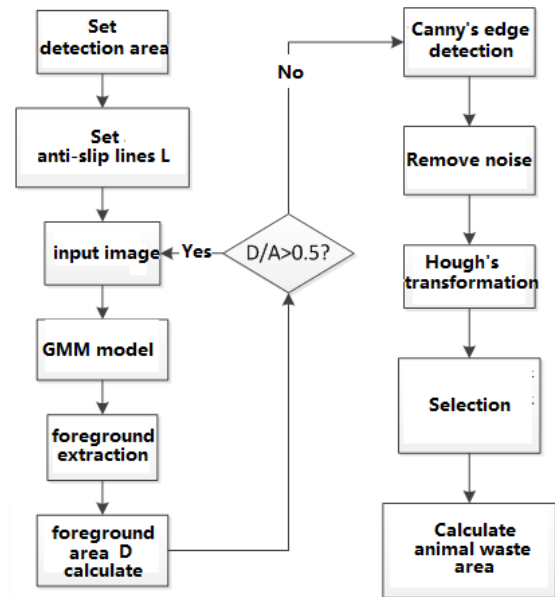 Set
detection area
Set
anti-slip lines L
input image
GMM model
foreground
extraction
foreground
area D
calculate
D/A>0.5?
Yes
No
Canny's edge
detection
Remove noise
Hough's
transformation
Selection
Calculate
animal waste
area